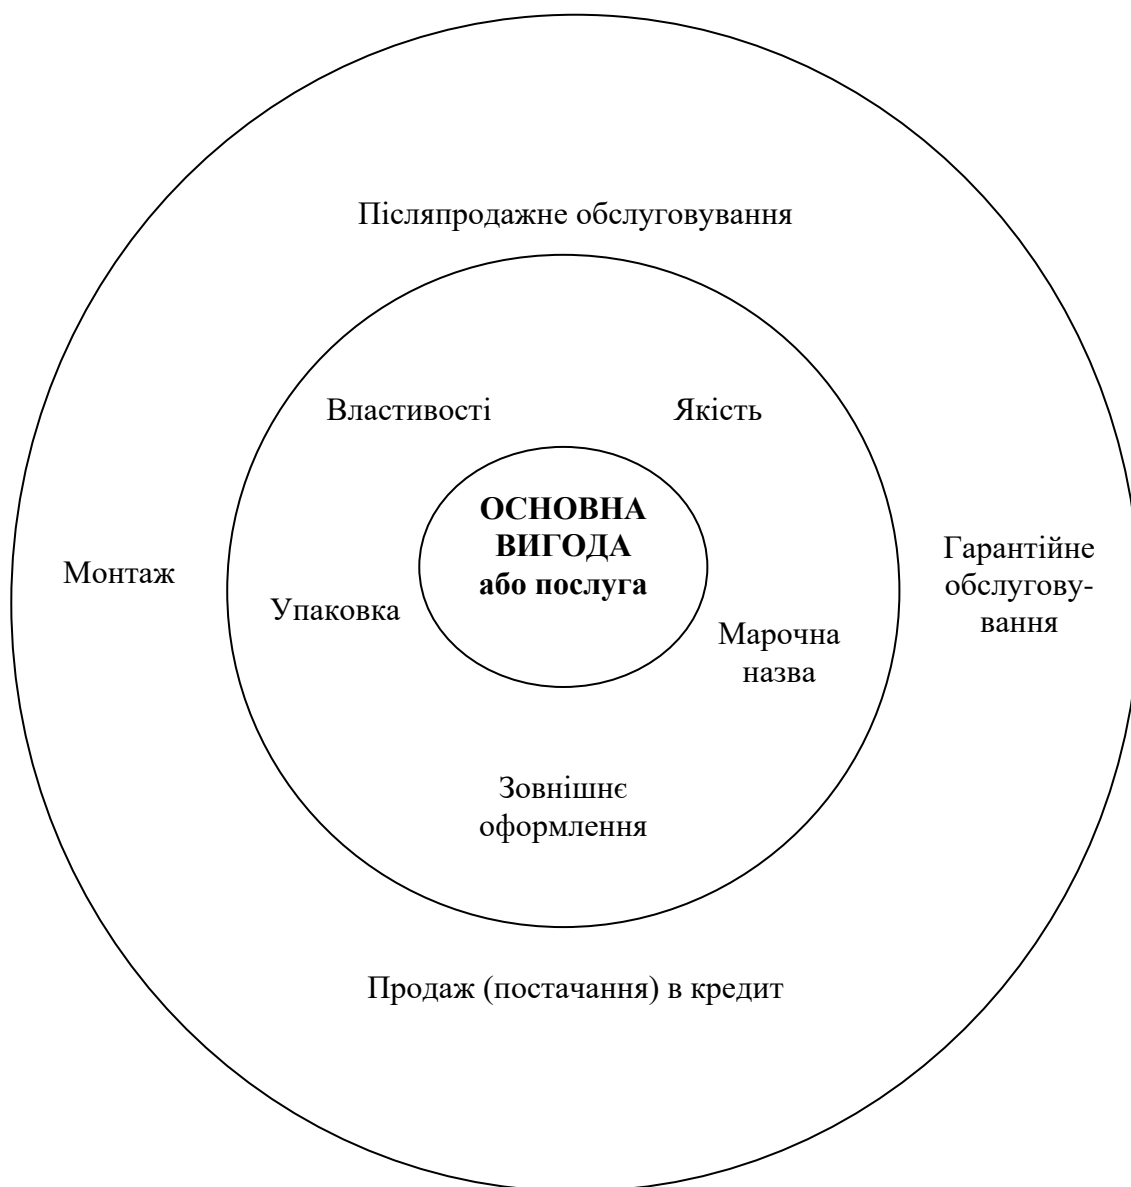 Післяпродажне обслуговування
Властивості
Якість
ОСНОВНА
ВИГОДА
або послуга
Монтаж
Гарантійне
обслугову-
вання
Упаковка
Марочна
назва
Зовнішнє
оформлення
Продаж (постачання) в кредит